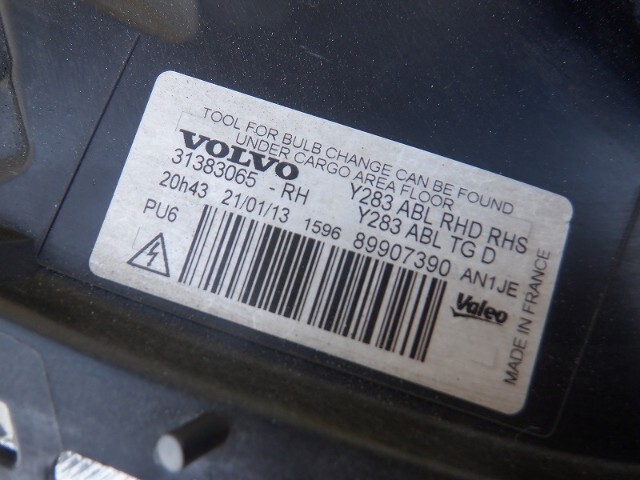 TOOL FOR BULB CHANGE CAN BE FOUND
UNDER CARGO AREA FLOOR
VOLVO
31383065 - RH
Y283 ABL RHD RHS
20h43 21/01/13
Y283 ABL TG D
PU6
1596 89907390 AN1JE
Valeo
MADE IN FRANCE